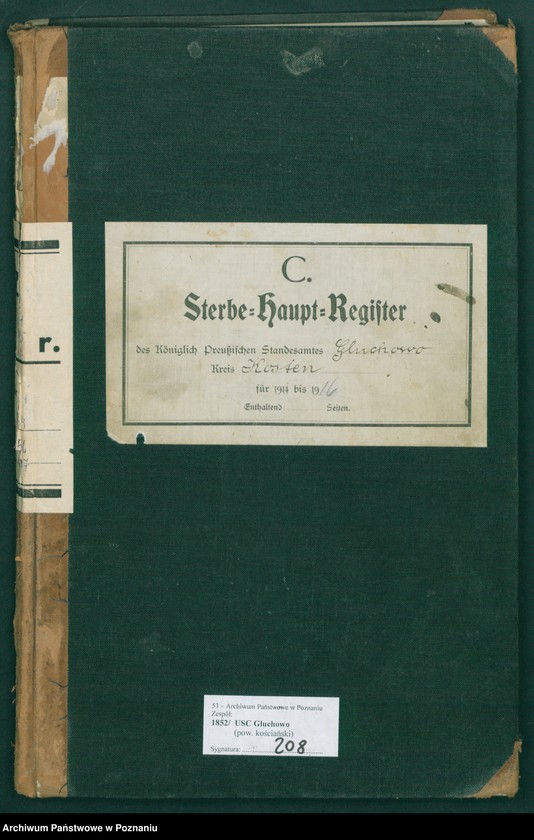 r.
C.
Sterbe=Haupt=Register
des Königlich Preußischen Standesamtes Gluchowo
Kreis Kosten
für 1914 bis 1916
Enthaltend Seiten.
53 – Archiwum Państwowe w Poznaniu
Zespół:
1852/ USC Głuchowo
(pow. kościański)
Sygnatura: 208
Archiwum Państwowe w Poznaniu